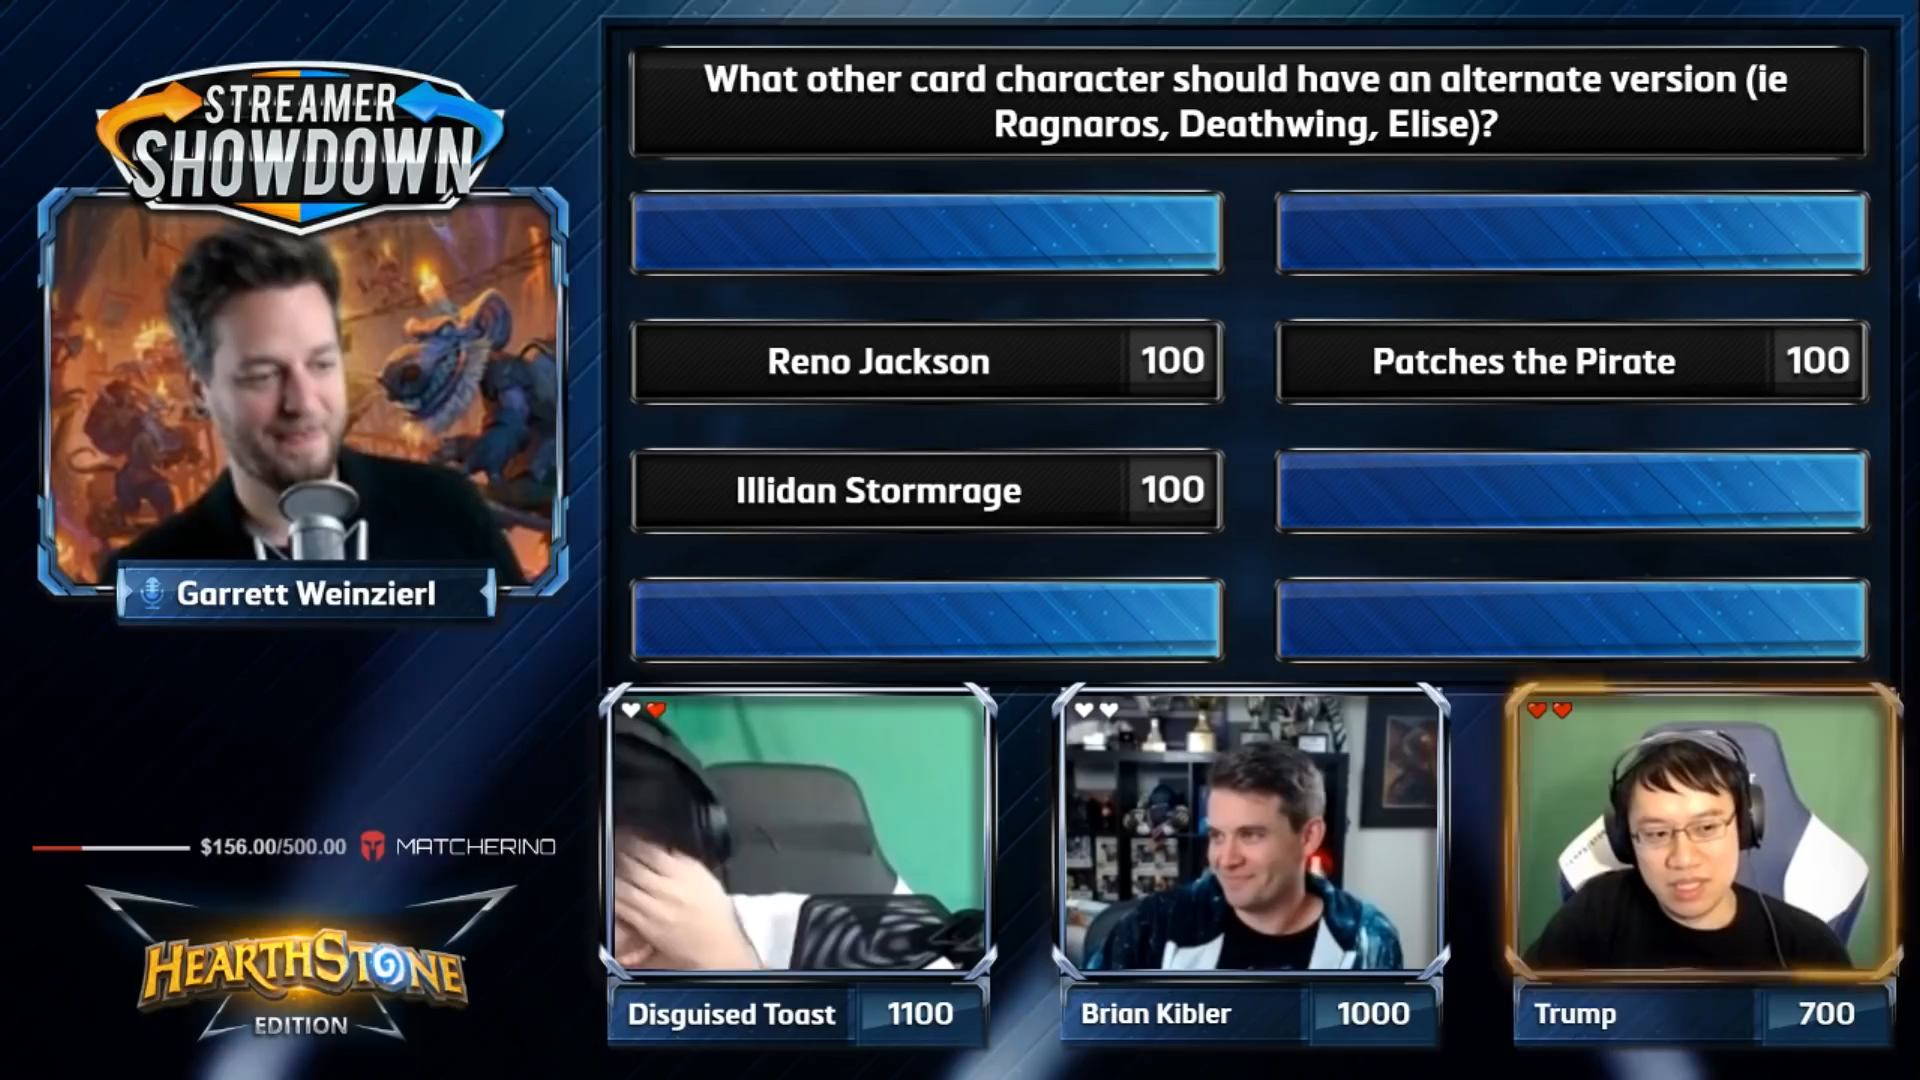 STREAMER
SHOWDOWN
Garrett Weinzierl
$156.00/500.00 MATCHERINO
HEARTHSTONE
EDITION
What other card character should have an alternate version (ie
Ragnaros, Deathwing, Elise)?
Reno Jackson 100
Patches the Pirate 100
Illidan Stormrage 100
Disguised Toast 1100
Brian Kibler 1000
Trump 700